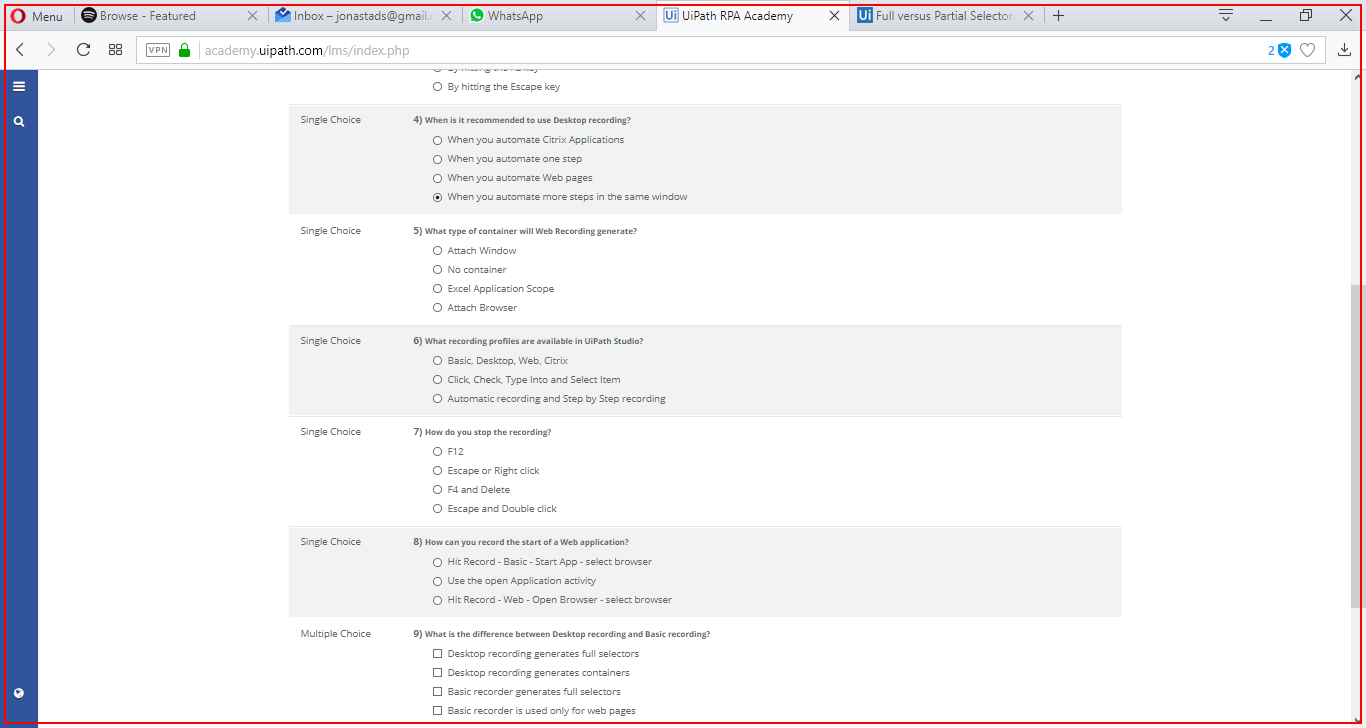 Menu
Browse - Featured
Inbox – jonastads@gmail.c
WhatsApp
Ui UiPath RPA Academy
Ui Full versus Partial Selectors
VPN
academy.uipath.com/lms/index.php
2
By hitting the Escape key
Single Choice
4) When is it recommended to use Desktop recording?
When you automate Citrix Applications
When you automate one step
When you automate Web pages
When you automate more steps in the same window
Single Choice
5) What type of container will Web Recording generate?
Attach Window
No container
Excel Application Scope
Attach Browser
Single Choice
6) What recording profiles are available in UiPath Studio?
Basic, Desktop, Web, Citrix
Click, Check, Type Into and Select Item
Automatic recording and Step by Step recording
Single Choice
7) How do you stop the recording?
F12
Escape or Right click
F4 and Delete
Escape and Double click
Single Choice
8) How can you record the start of a Web application?
Hit Record - Basic - Start App - select browser
Use the open Application activity
Hit Record - Web - Open Browser - select browser
Multiple Choice
9) What is the difference between Desktop recording and Basic recording?
Desktop recording generates full selectors
Desktop recording generates containers
Basic recorder generates full selectors
Basic recorder is used only for web pages